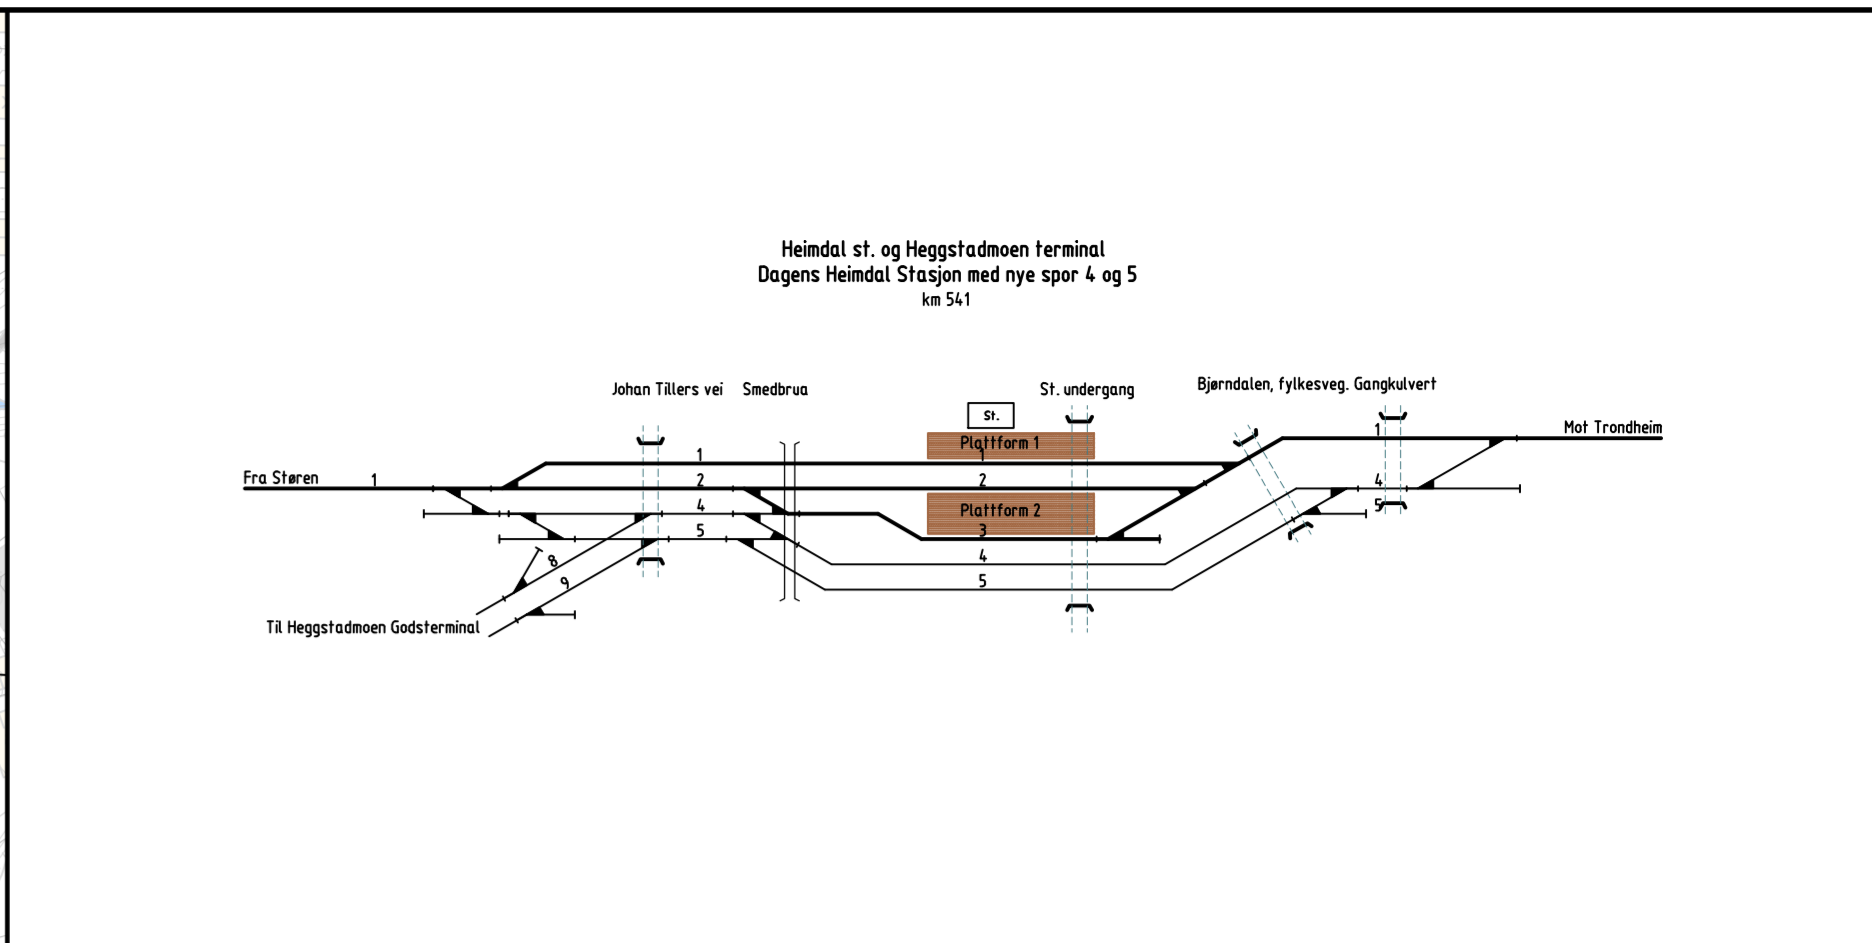 Heimdal st. og Heggstadmoen terminal
Dagens Heimdal Stasjon med nye spor 4 og 5
km 541
Johan Tillers vei
Smedbrua
St. undergang
Bjørndalen, fylkesveg. Gangkulvert
St.
Plattform 1
1
1
1
Mot Trondheim
Fra Støren
1
2
2
4
4
5
5
Plattform 2
3
4
5
8
9
Til Heggstadmoen Godsterminal